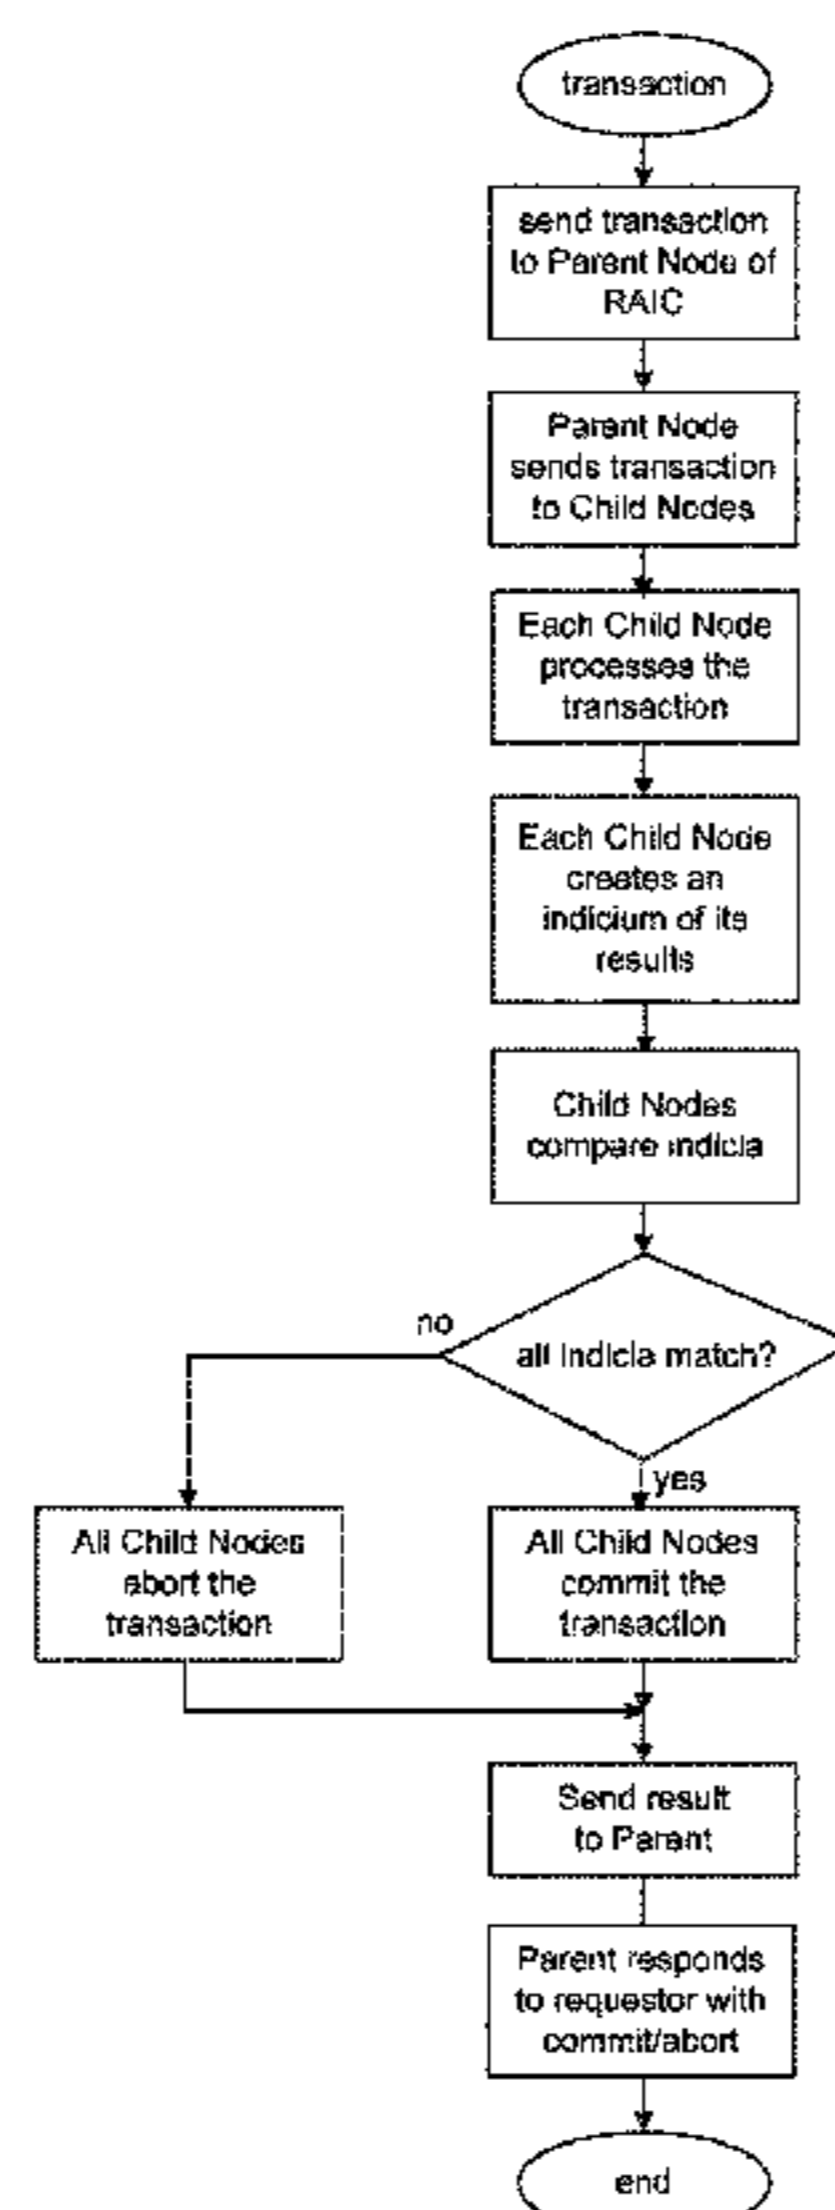 transaction
send transaction
to Parent Node of
RAIC
Parent Node
sends transaction
to Child Nodes
Each Child Node
processes the
transaction
Each Child Node
creates an
indicium of its
results
Child Nodes
compare indicia
all indicia match?
no
yes
All Child Nodes
abort the
transaction
All Child Nodes
commit the
transaction
Send result
to Parent
Parent responds
to requestor with
commit/abort
end